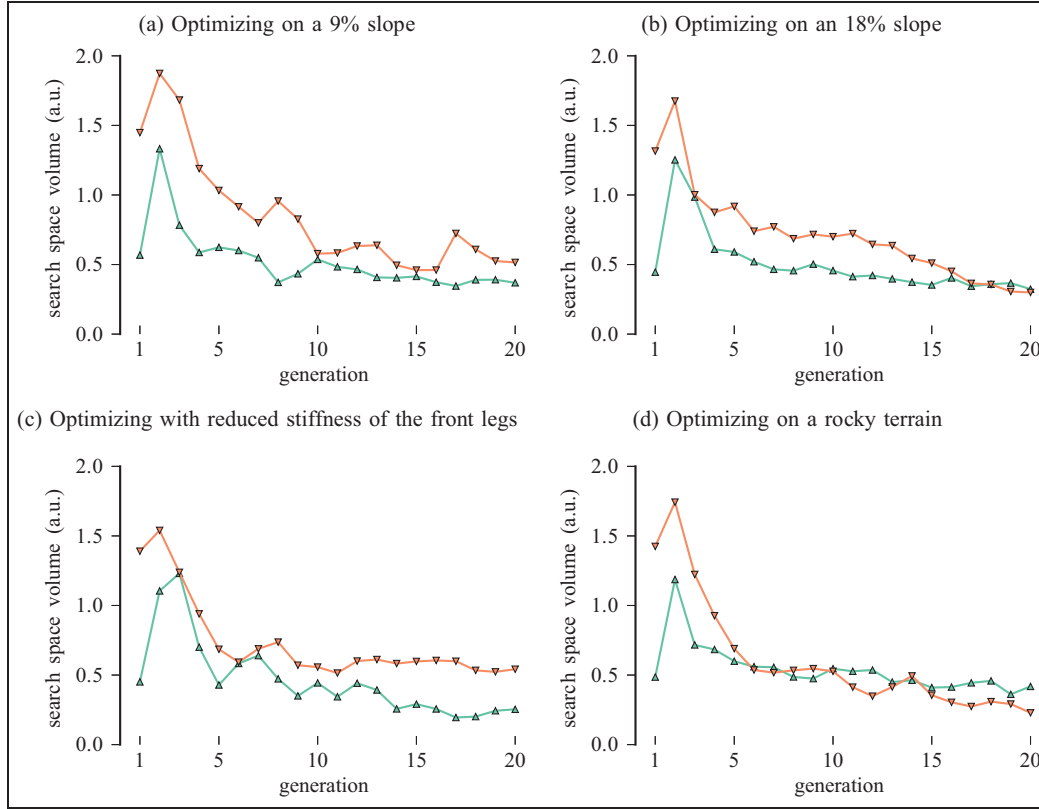 (a) Optimizing on a 9% slope
2.0
1.5
1.0
0.5
0.0
search space volume (a.u.)
1 5 10 15 20
generation
(b) Optimizing on an 18% slope
2.0
1.5
1.0
0.5
0.0
search space volume (a.u.)
1 5 10 15 20
generation
(c) Optimizing with reduced stiffness of the front legs
2.0
1.5
1.0
0.5
0.0
search space volume (a.u.)
1 5 10 15 20
generation
(d) Optimizing on a rocky terrain
2.0
1.5
1.0
0.5
0.0
search space volume (a.u.)
1 5 10 15 20
generation